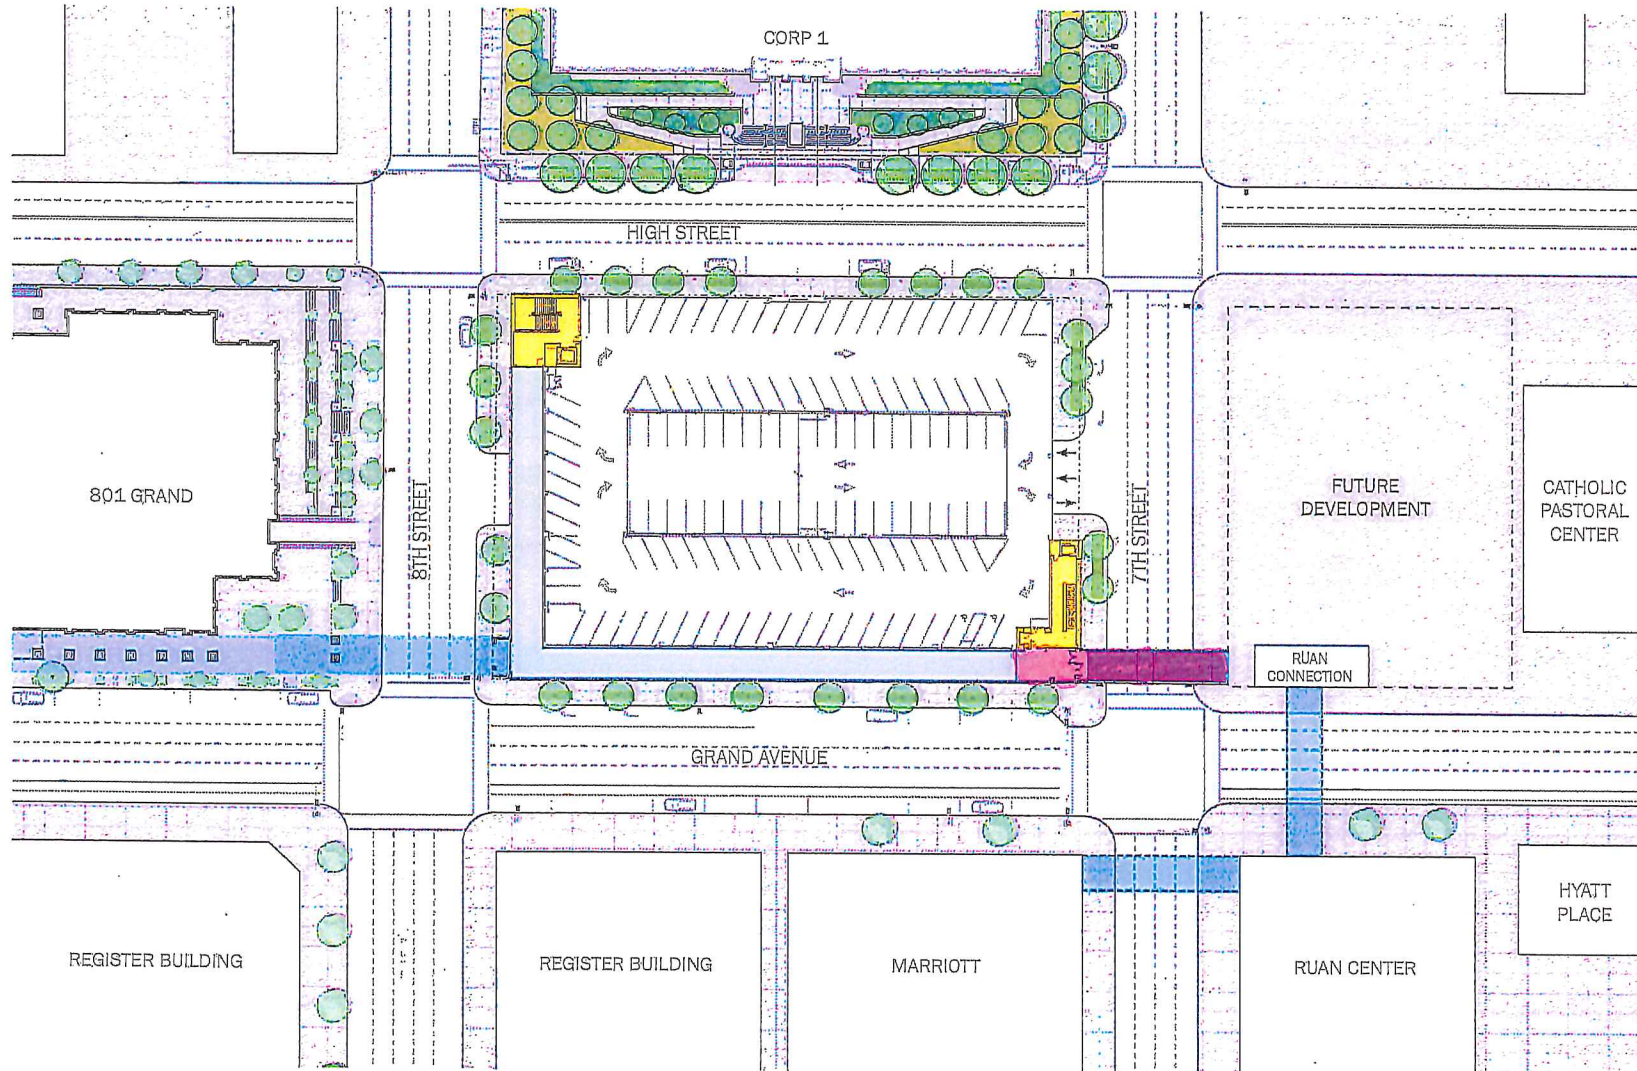 CORP 1
HIGH STREET
801 GRAND
8TH STREET
7TH STREET
FUTURE
DEVELOPMENT
CATHOLIC
PASTORAL
CENTER
RUAN
CONNECTION
GRAND AVENUE
REGISTER BUILDING
REGISTER BUILDING
MARRIOTT
RUAN CENTER
HYATT
PLACE